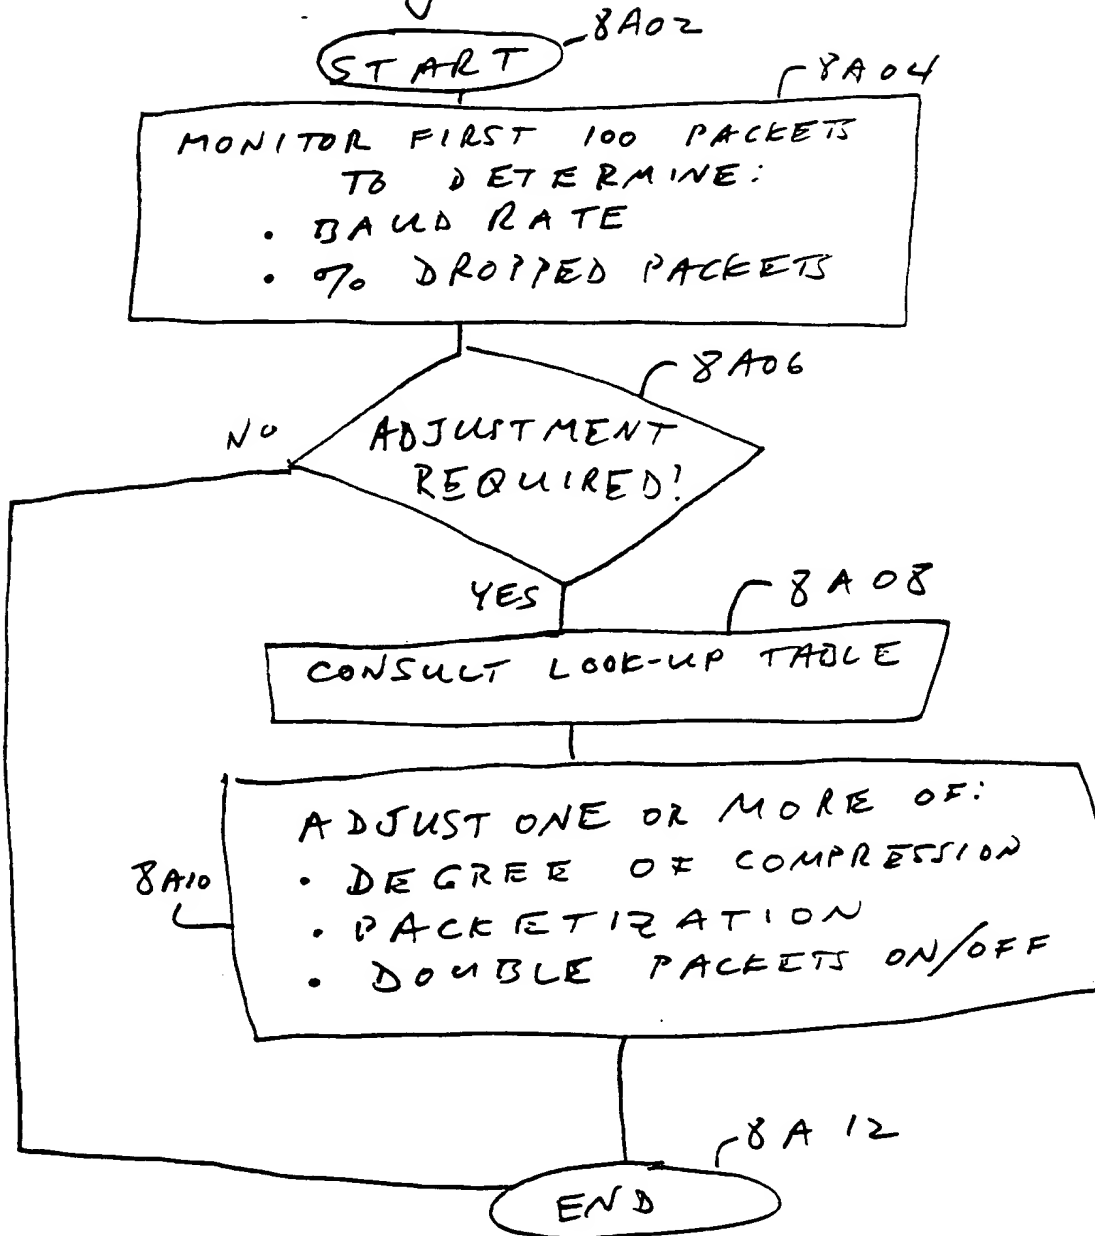 START
8A02
8A04
MONITOR FIRST 100 PACKETS
TO DETERMINE:
• BAUD RATE
• % DROPPED PACKETS
8A06
NO
ADJUSTMENT
REQUIRED?
YES
8A08
CONSULT LOOK-UP TABLE
ADJUST ONE OR MORE OF:
• DEGREE OF COMPRESSION
8A10
• PACKETIZATION
• DOUBLE PACKETS ON/OFF
8A12
END